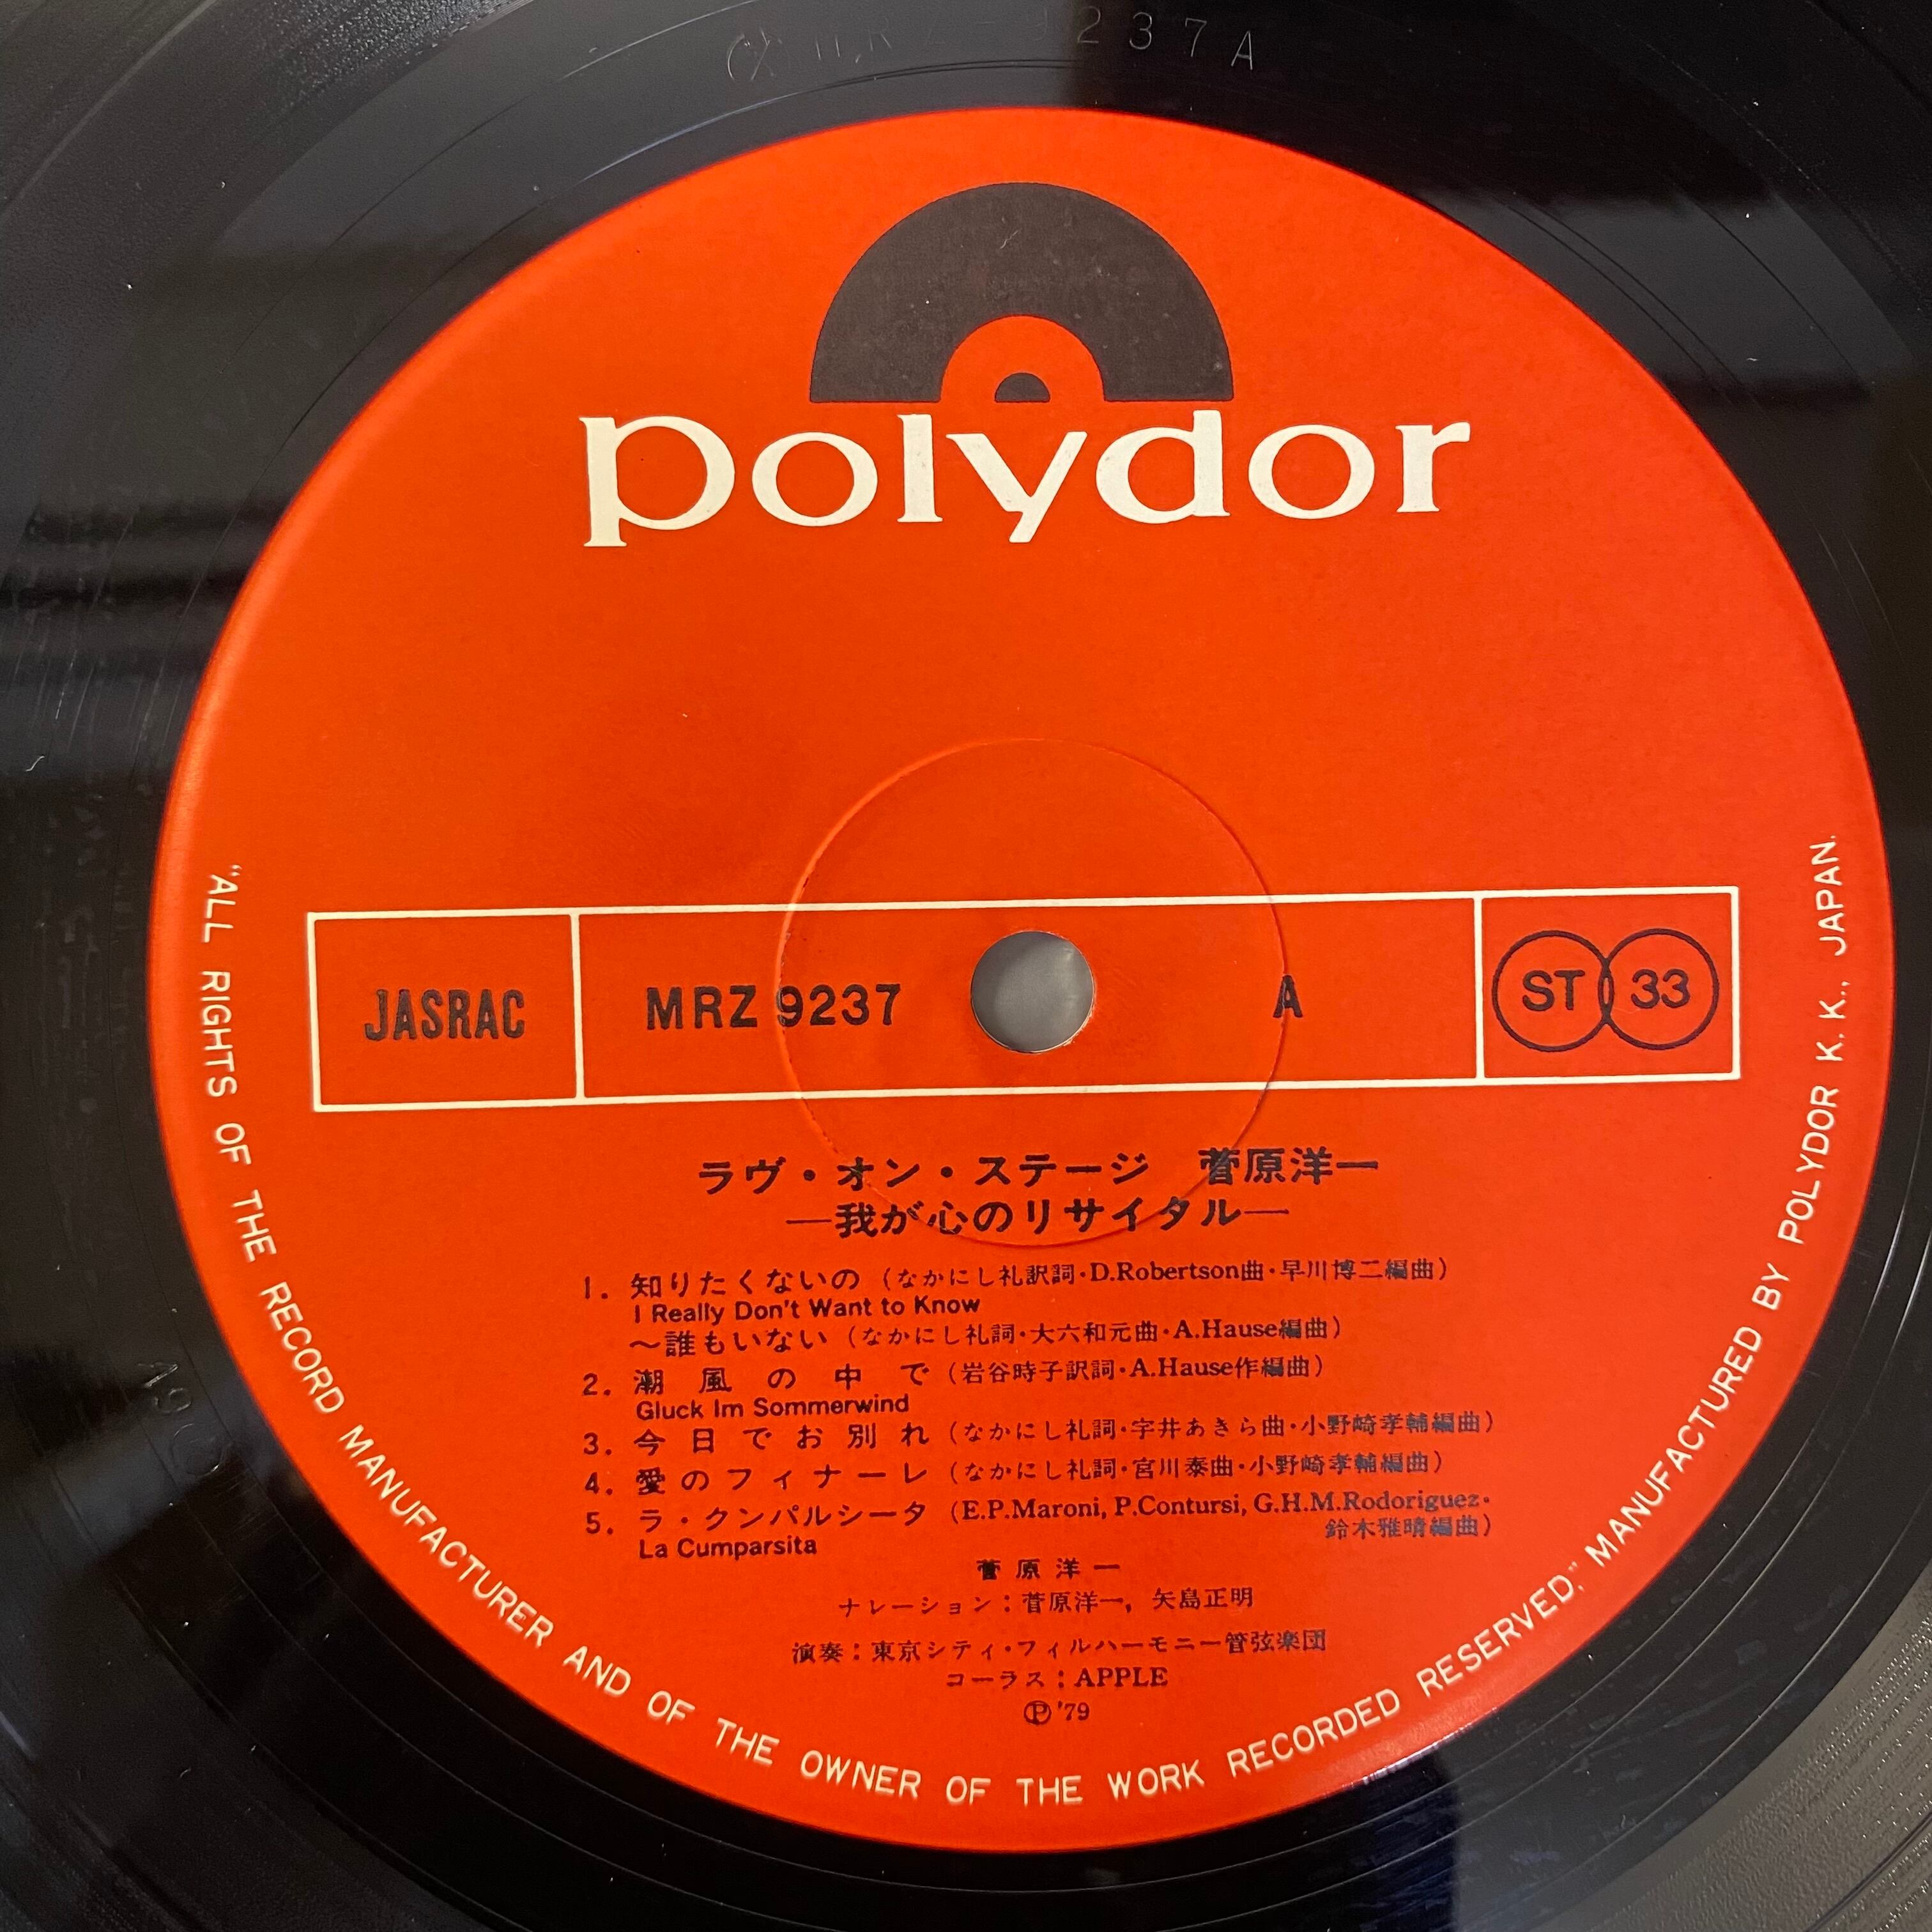 237A
polydor
JASRAC
MRZ 9237
A
ST 33
ラヴ・オン・ステージ 菅原洋一
—我が心のリサイタル—
1. 知りたくないの (なかにし礼訳詞・D.Robertson曲・早川博二編曲)
I Really Don't Want to Know
～誰もいない (なかにし礼詞・大六和元曲・A.Hause編曲)
2. 潮風の中で (岩谷時子訳詞・A.Hause作編曲)
Gluck Im Sommerwind
3. 今日でお別れ (なかにし礼詞・宇井あきら曲・小野崎孝輔編曲)
4. 愛のフィナーレ (なかにし礼詞・宮川泰曲・小野崎孝輔編曲)
5. ラ・クンパルシータ (E.P.Maroni, P.Contursi, G.H.M.Rodoriguez・
鈴木雅晴編曲)
La Cumparsita
菅原洋一
ナレーション：菅原洋一, 矢島正明
演奏：東京シティ・フィルハーモニー管弦楽団
コーラス：APPLE
Ⓟ'79
"ALL RIGHTS OF THE RECORD MANUFACTURER AND OF THE OWNER OF THE WORK RECORDED RESERVED," MANUFACTURED BY POLYDOR K. K., JAPAN.